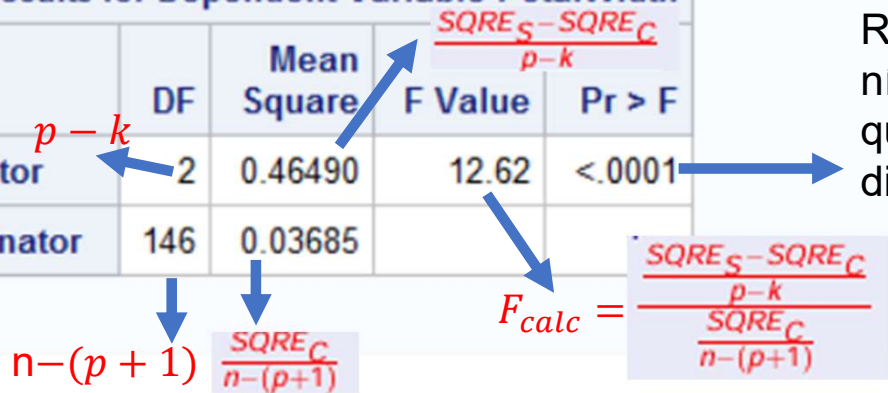 SQRE_S−SQRE_C
p−k
R
Mean
DF Square F Value Pr > F
ní
p − k
qu
tor 2 0.46490 12.62 <.0001
di
nator 146 0.03685 .
F_calc = SQRE_S−SQRE_C
p−k
SQRE_C
n−(p+1)
n−(p + 1) SQRE_C
n−(p+1)